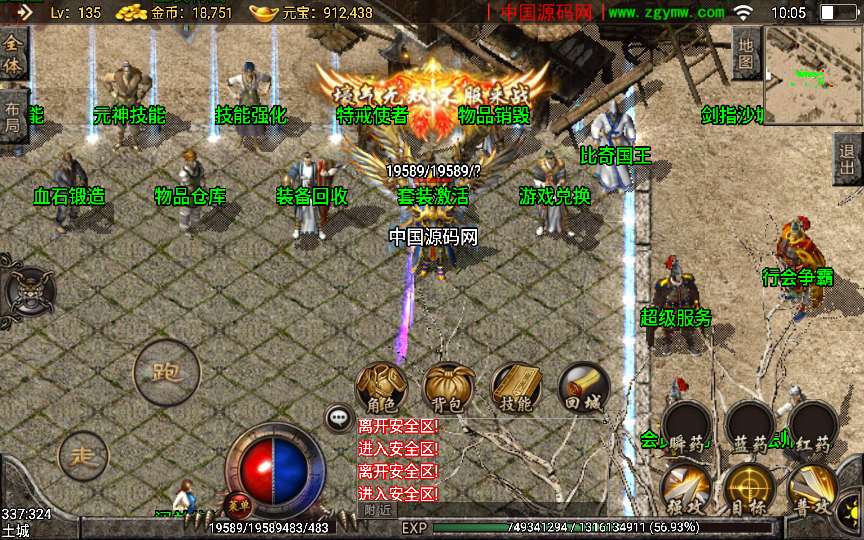 Lv: 135 金币: 18,751 元宝: 912,438
|中国源码网|www.zgymw.com
10:05
全体
布局
地图
退出
能
元神技能
技能强化
特戒使者
物品销毁
剑指沙城
比奇国王
19589/19589/?
血石锻造
物品仓库
装备回收
套装激活
游戏兑换
中国源码网
行会争霸
超级服务
跑
走
角色
背包
技能
回城
离开安全区!
进入安全区!
离开安全区!
进入安全区!
附近
瞬药
蓝药
红药
强攻
目标
普攻
菜单
337:324
土城
19589/19589483/483
EXP
749341294 / 1316134911 (56.93%)